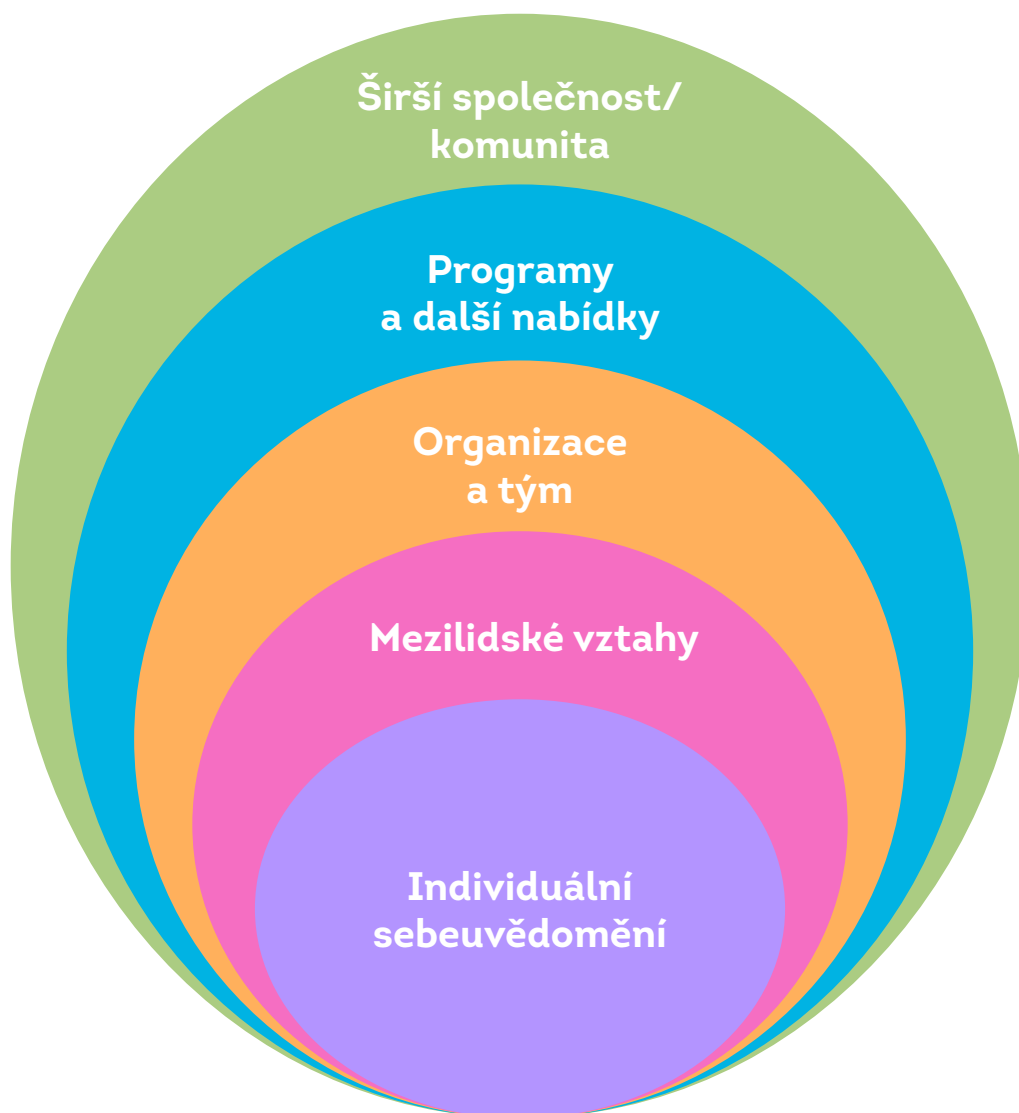 Širší společnost/
komunita
Programy
a další nabídky
Organizace
a tým
Mezilidské vztahy
Individuální
sebeuvědomění